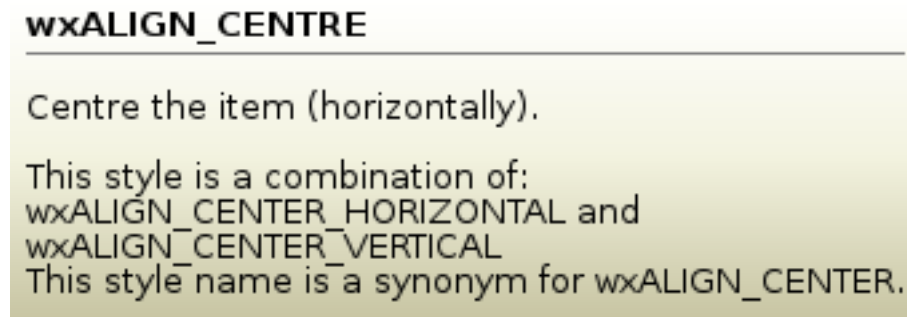 wxALIGN_CENTRE
Centre the item (horizontally).
This style is a combination of:
wxALIGN_CENTER_HORIZONTAL and
wxALIGN_CENTER_VERTICAL
This style name is a synonym for wxALIGN_CENTER.